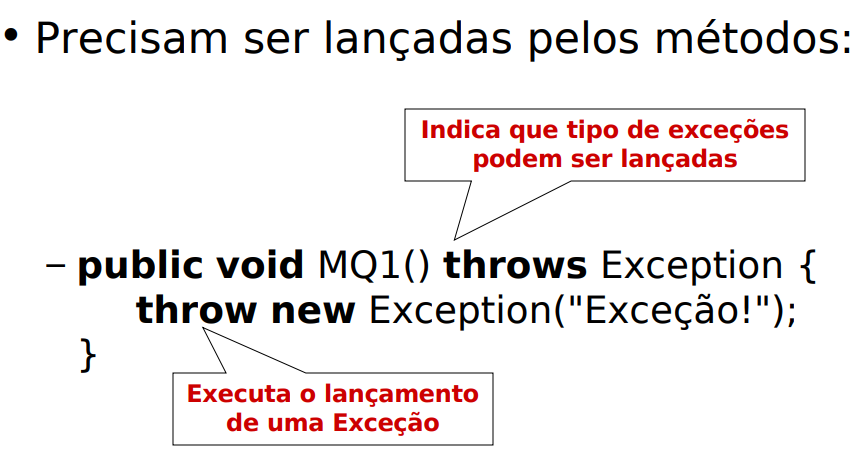 • Precisam ser lançadas pelos métodos:
Indica que tipo de exceções
podem ser lançadas
– public void MQ1() throws Exception {
throw new Exception("Exceção!");
}
Executa o lançamento
de uma Exceção